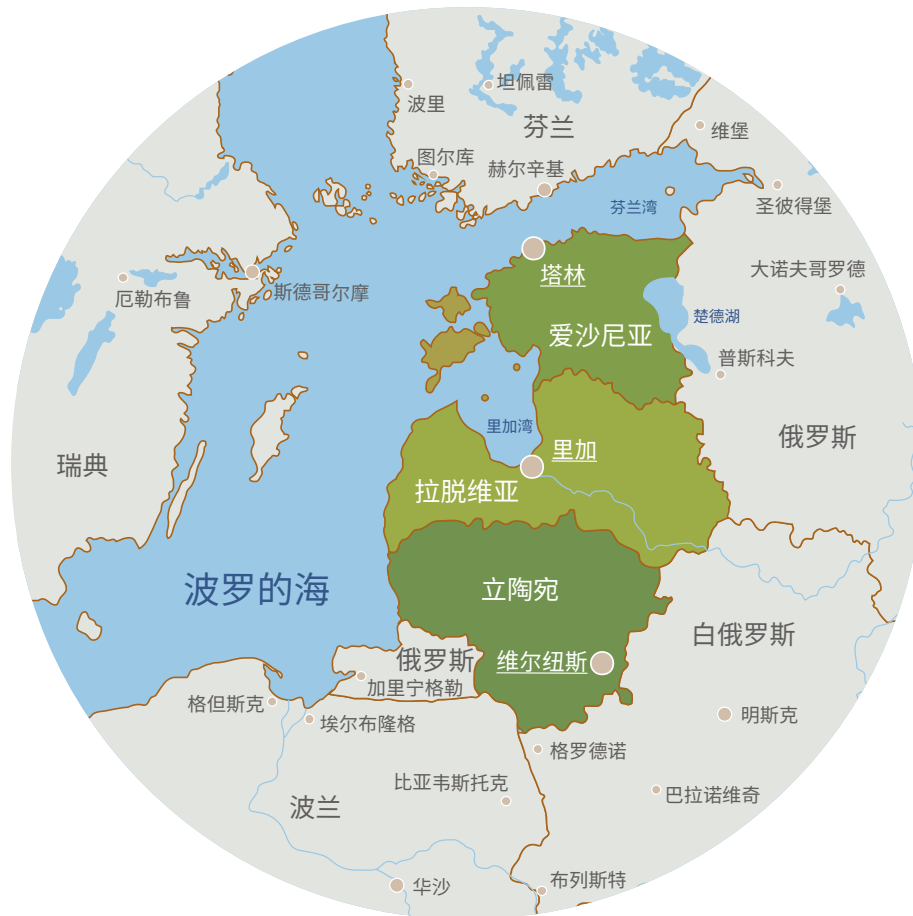 坦佩雷
波里
芬兰
维堡
图尔库
赫尔辛基
芬兰湾
圣彼得堡
塔林
大诺夫哥罗德
厄勒布鲁
斯德哥尔摩
楚德湖
爱沙尼亚
普斯科夫
里加湾
俄罗斯
里加
瑞典
拉脱维亚
波罗的海
立陶宛
白俄罗斯
俄罗斯
维尔纽斯
加里宁格勒
格但斯克
明斯克
埃尔布隆格
格罗德诺
比亚韦斯托克
巴拉诺维奇
波兰
布列斯特
华沙